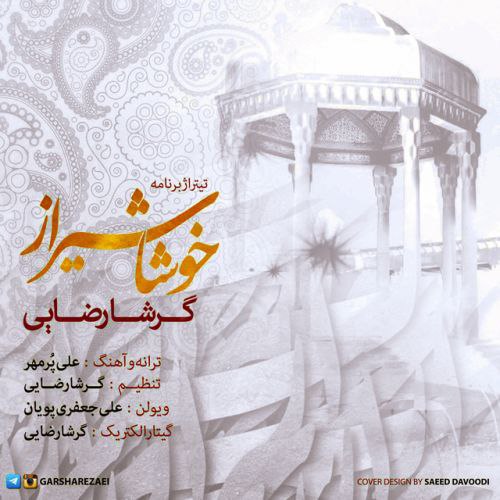 تیتراژ برنامه
خوشا شیراز
گرشا رضایی
ترانه و آهنگ : علی پُرمهر
تنظیم : گرشا رضایی
ویولن : علی جعفری پویان
گیتار الکتریک : گرشا رضایی
GARSHAREZAEI
COVER DESIGN BY SAEED DAVOODI